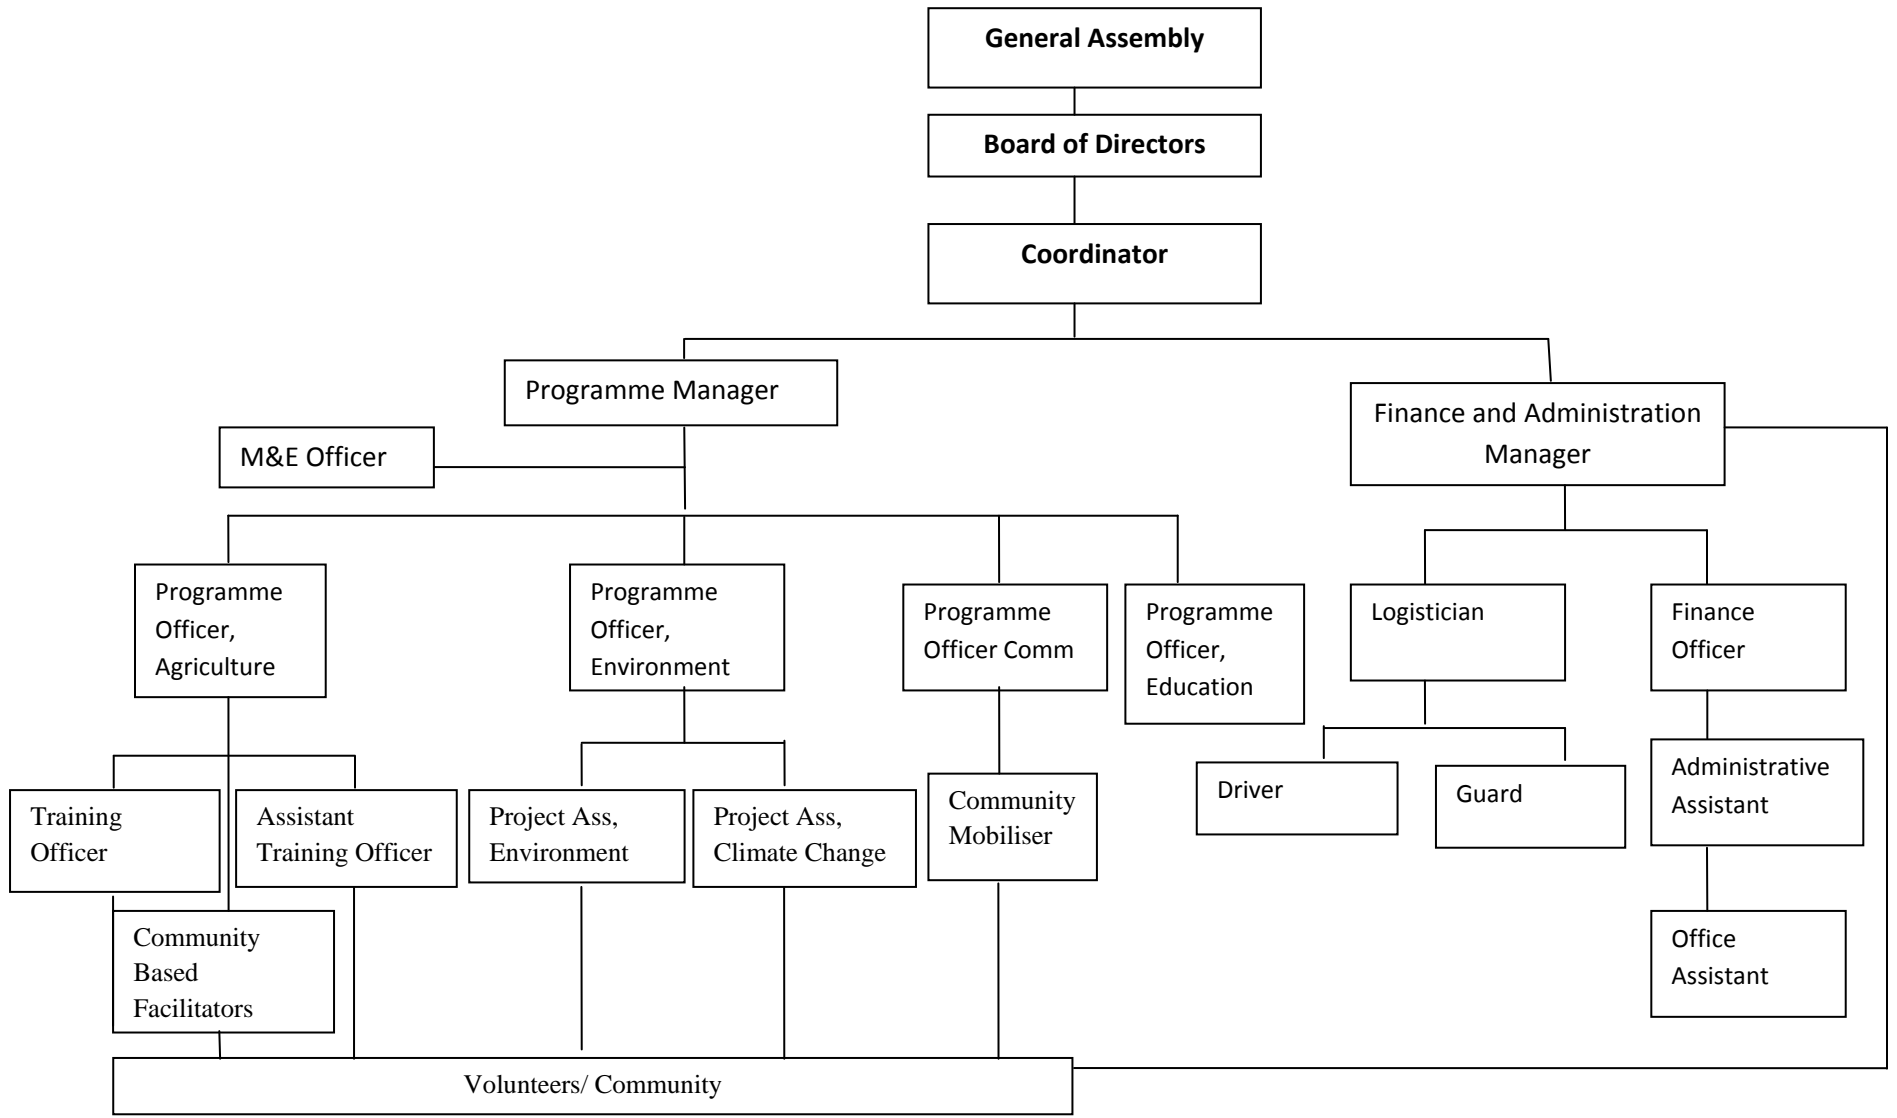 General Assembly
Board of Directors
Coordinator
Programme Manager
Finance and Administration
Manager
M&E Officer
Programme
Officer,
Agriculture
Programme
Officer,
Environment
Programme
Officer Comm
Programme
Officer,
Education
Logistician
Finance
Officer
Training
Officer
Assistant
Training Officer
Project Ass,
Environment
Project Ass,
Climate Change
Community
Mobiliser
Driver
Guard
Administrative
Assistant
Community
Based
Facilitators
Office
Assistant
Volunteers/ Community